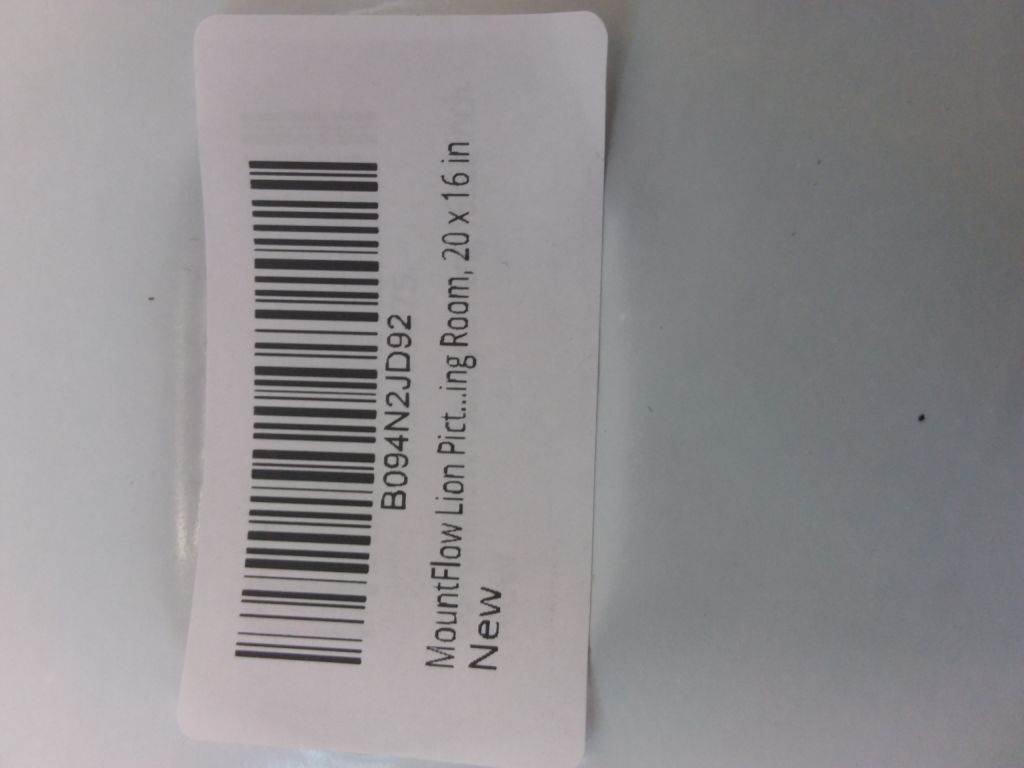 B094N2JD92
MountFlow Lion Pict...ing Room, 20 x 16 in
New